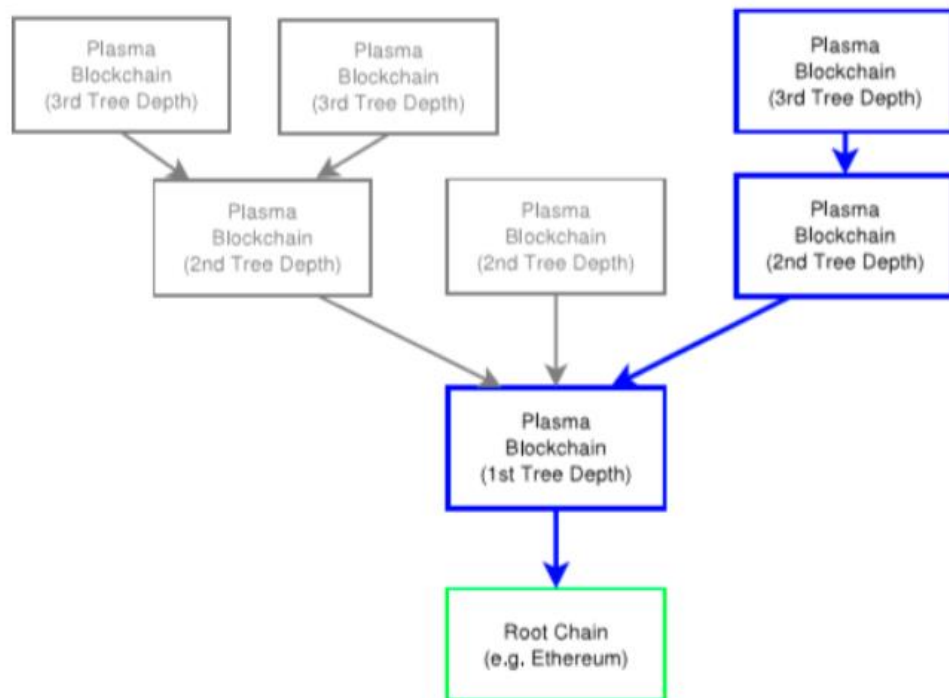 Plasma
Blockchain
(3rd Tree Depth)
Plasma
Blockchain
(3rd Tree Depth)
Plasma
Blockchain
(3rd Tree Depth)
Plasma
Blockchain
(2nd Tree Depth)
Plasma
Blockchain
(2nd Tree Depth)
Plasma
Blockchain
(2nd Tree Depth)
Plasma
Blockchain
(1st Tree Depth)
Root Chain
(e.g. Ethereum)